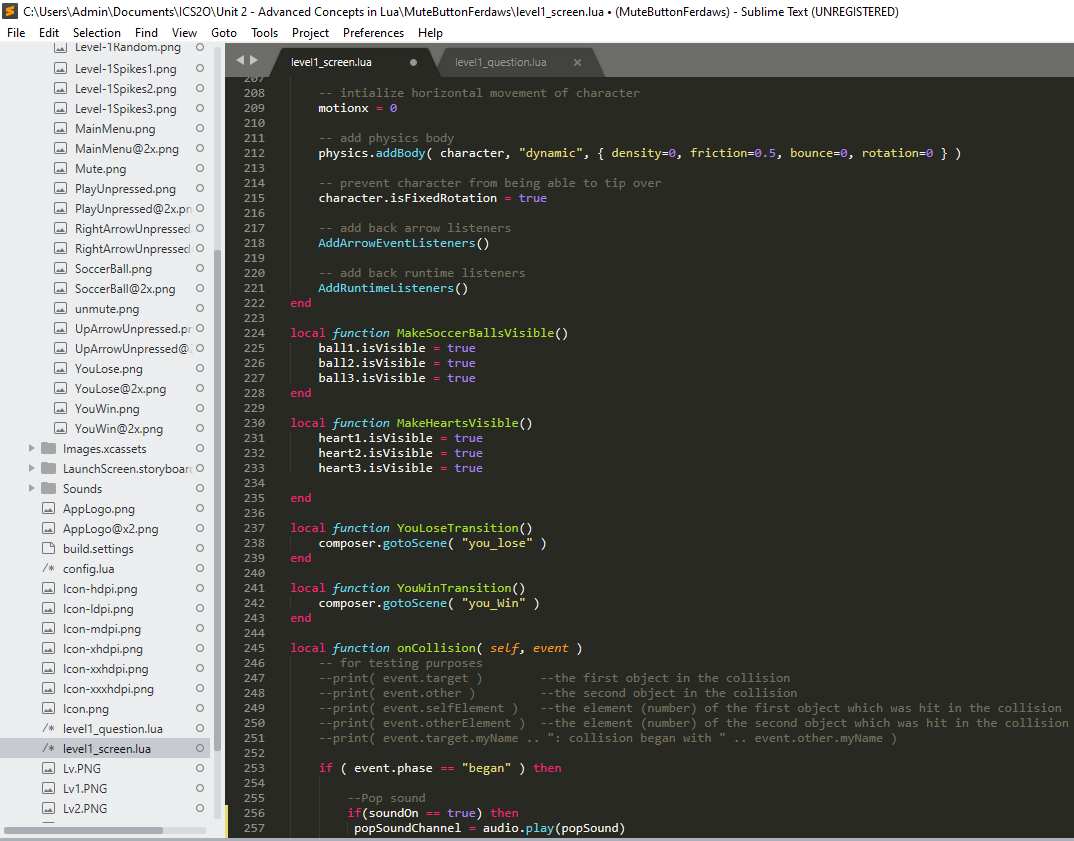 C:\Users\Admin\Documents\ICS2O\Unit 2 - Advanced Concepts in Lua\MuteButtonFerdaws\level1_screen.lua • (MuteButtonFerdaws) - Sublime Text (UNREGISTERED)
File Edit Selection Find View Goto Tools Project Preferences Help
Level-1Random.png
Level-1Spikes1.png
Level-1Spikes2.png
Level-1Spikes3.png
MainMenu.png
MainMenu@2x.png
Mute.png
PlayUnpressed.png
PlayUnpressed@2x.pn
RightArrowUnpressed.
RightArrowUnpressed
SoccerBall.png
SoccerBall@2x.png
unmute.png
UpArrowUnpressed.pr
UpArrowUnpressed@2
YouLose.png
YouLose@2x.png
YouWin.png
YouWin@2x.png
Images.xcassets
LaunchScreen.storyboard
Sounds
AppLogo.png
AppLogo@x2.png
build.settings
/* config.lua
Icon-hdpi.png
Icon-ldpi.png
Icon-mdpi.png
Icon-xhdpi.png
Icon-xxhdpi.png
Icon-xxxhdpi.png
Icon.png
/* level1_question.lua
/* level1_screen.lua
Lv.PNG
Lv1.PNG
Lv2.PNG
level1_screen.lua level1_question.lua
207
208 -- intialize horizontal movement of character
209 motionx = 0
210
211 -- add physics body
212 physics.addBody( character, "dynamic", { density=0, friction=0.5, bounce=0, rotation=0 } )
213
214 -- prevent character from being able to tip over
215 character.isFixedRotation = true
216
217 -- add back arrow listeners
218 AddArrowEventListeners()
219
220 -- add back runtime listeners
221 AddRuntimeListeners()
222 end
223
224 local function MakeSoccerBallsVisible()
225 ball1.isVisible = true
226 ball2.isVisible = true
227 ball3.isVisible = true
228 end
229
230 local function MakeHeartsVisible()
231 heart1.isVisible = true
232 heart2.isVisible = true
233 heart3.isVisible = true
234
235 end
236
237 local function YouLoseTransition()
238 composer.gotoScene( "you_lose" )
239 end
240
241 local function YouWinTransition()
242 composer.gotoScene( "you_Win" )
243 end
244
245 local function onCollision( self, event )
246 -- for testing purposes
247 --print( event.target ) --the first object in the collision
248 --print( event.other ) --the second object in the collision
249 --print( event.selfElement ) --the element (number) of the first object which was hit in the collision
250 --print( event.otherElement ) --the element (number) of the second object which was hit in the collision
251 --print( event.target.myName .. ": collision began with " .. event.other.myName )
252
253 if ( event.phase == "began" ) then
254
255 --Pop sound
256 if(soundOn == true) then
257 popSoundChannel = audio.play(popSound)